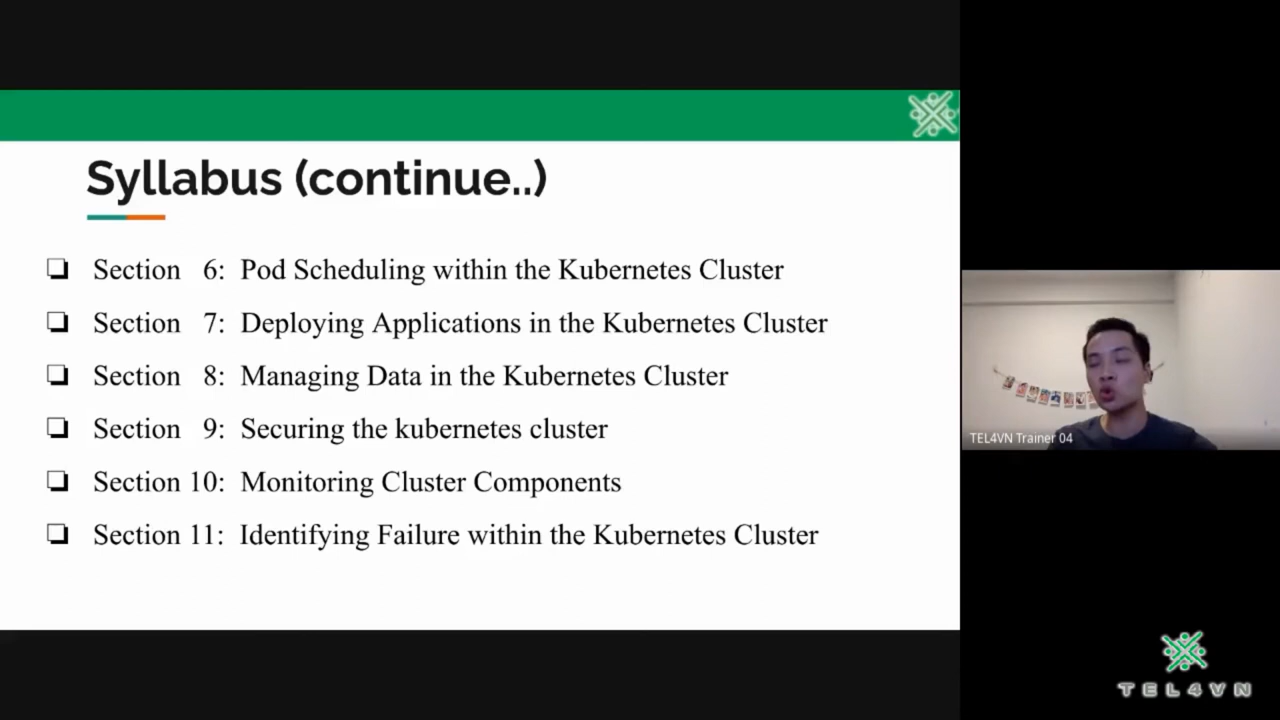 Syllabus (continue..)
Section 6: Pod Scheduling within the Kubernetes Cluster
Section 7: Deploying Applications in the Kubernetes Cluster
Section 8: Managing Data in the Kubernetes Cluster
Section 9: Securing the kubernetes cluster
Section 10: Monitoring Cluster Components
Section 11: Identifying Failure within the Kubernetes Cluster
TEL4VN Trainer 04
TEL4VN